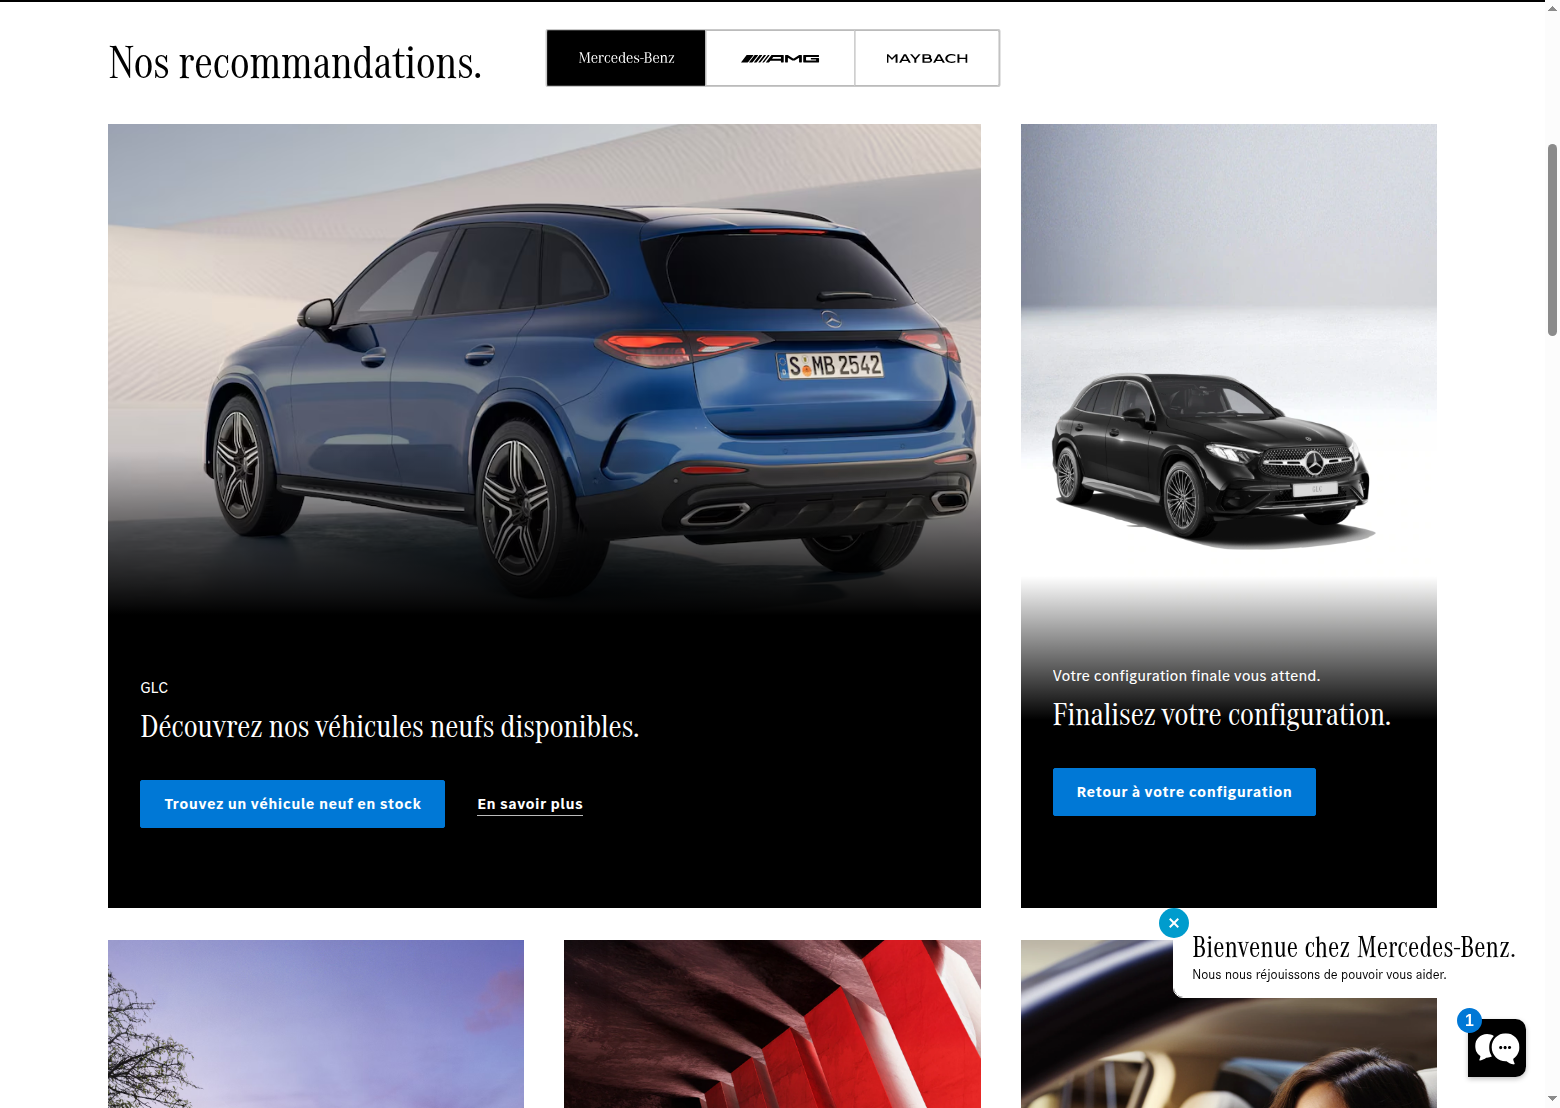 Nos recommandations.
Mercedes-Benz
AMG
MAYBACH
S MB 2542
GLC
GLC
Découvrez nos véhicules neufs disponibles.
Trouvez un véhicule neuf en stock
En savoir plus
Votre configuration finale vous attend.
Finalisez votre configuration.
Retour à votre configuration
Bienvenue chez Mercedes-Benz.
Nous nous réjouissons de pouvoir vous aider.
1